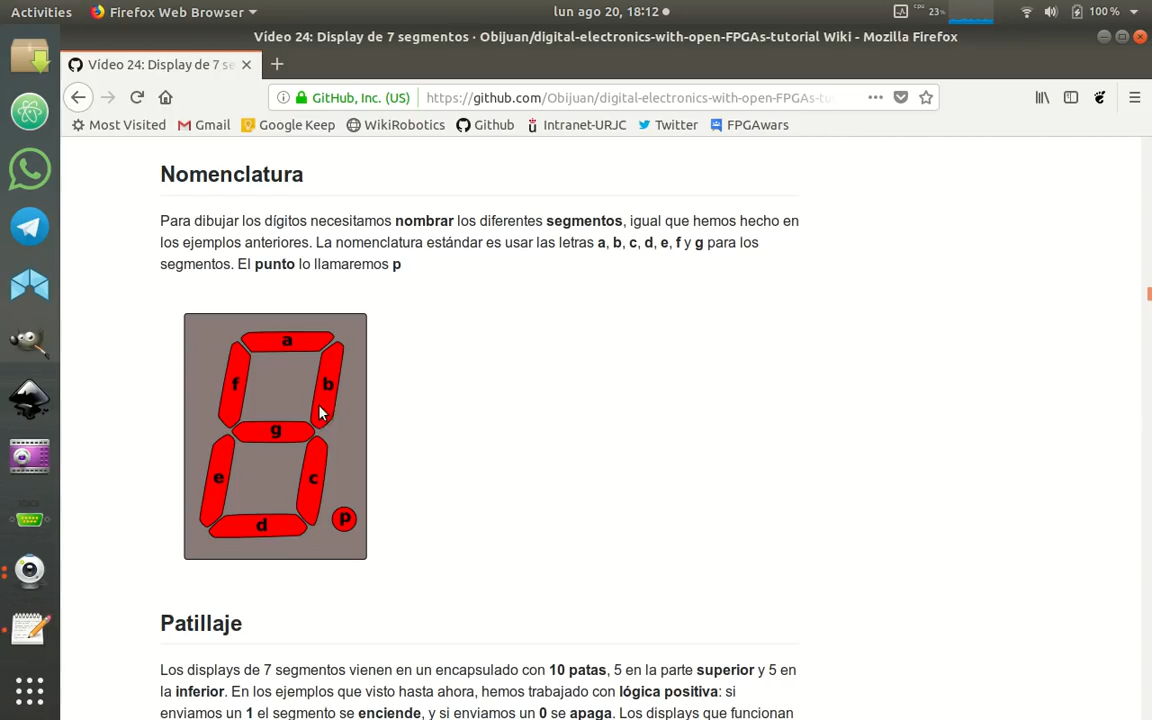 Activities Firefox Web Browser lun ago 20, 18:12 cpu 23% 100 %
Vídeo 24: Display de 7 segmentos · Obijuan/digital-electronics-with-open-FPGAs-tutorial Wiki - Mozilla Firefox
Vídeo 24: Display de 7 se
GitHub, Inc. (US) https://github.com/Obijuan/digital-electronics-with-open-FPGAs-tu
Most Visited Gmail Google Keep WikiRobotics Github Intranet-URJC Twitter FPGAwars
Nomenclatura
Para dibujar los dígitos necesitamos nombrar los diferentes segmentos, igual que hemos hecho en
los ejemplos anteriores. La nomenclatura estándar es usar las letras a, b, c, d, e, f y g para los
segmentos. El punto lo llamaremos p
a
f b
g
e c
d p
Patillaje
Los displays de 7 segmentos vienen en un encapsulado con 10 patas, 5 en la parte superior y 5 en
la inferior. En los ejemplos que visto hasta ahora, hemos trabajado con lógica positiva: si
enviamos un 1 el segmento se enciende, y si enviamos un 0 se apaga. Los displays que funcionan